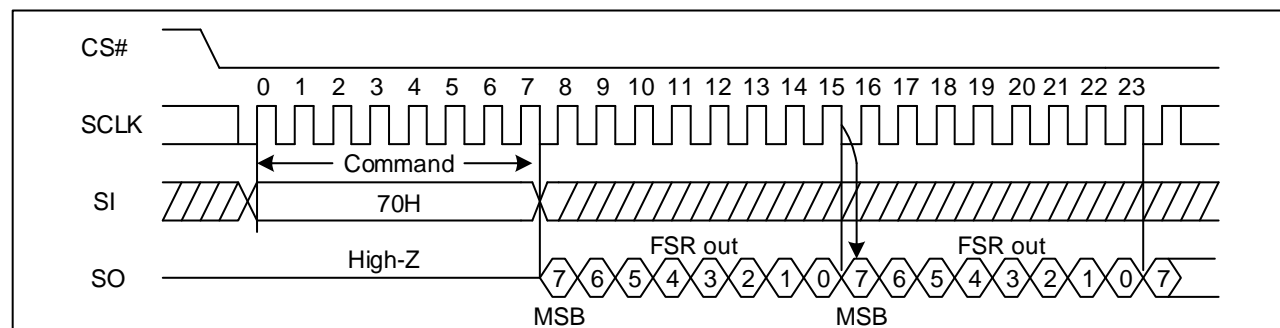 CS#
0 1 2 3 4 5 6 7 8 9 10 11 12 13 14 15 16 17 18 19 20 21 22 23
SCLK
Command
SI
70H
High-Z
FSR out
FSR out
SO
7 6 5 4 3 2 1 0 7 6 5 4 3 2 1 0 7
MSB
MSB